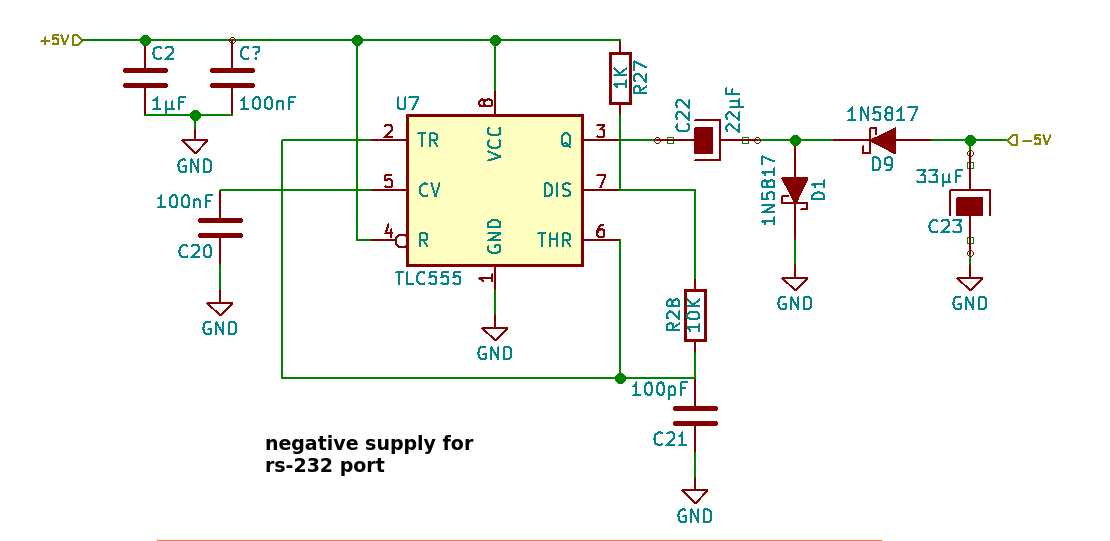 +5V
C2
C?
1µF
100nF
GND
1K
R27
U7
8
VCC
2
TR
Q
3
5
CV
DIS
7
4
R
GND
THR
6
1
TLC555
GND
100nF
C20
GND
C22
22µF
1N5817
D9
-5V
1N5817
D1
GND
33µF
C23
GND
R28
10K
100pF
C21
GND
negative supply for
rs-232 port